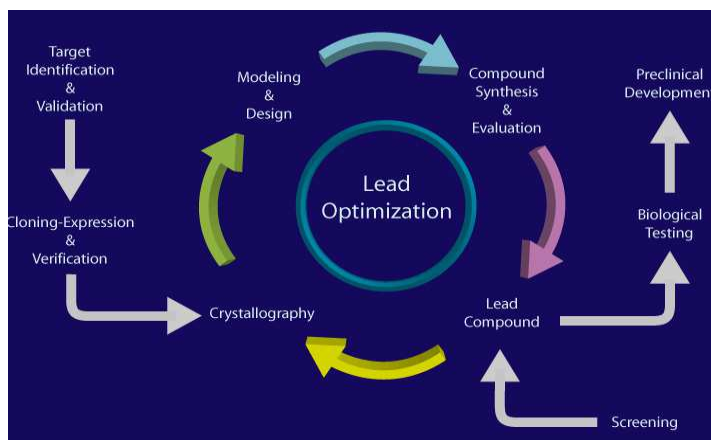 Target
Identification
&
Validation
Cloning-Expression
&
Verification
Crystallography
Modeling
&
Design
Lead
Optimization
Compound
Synthesis
&
Evaluation
Lead
Compound
Screening
Biological
Testing
Preclinical
Development